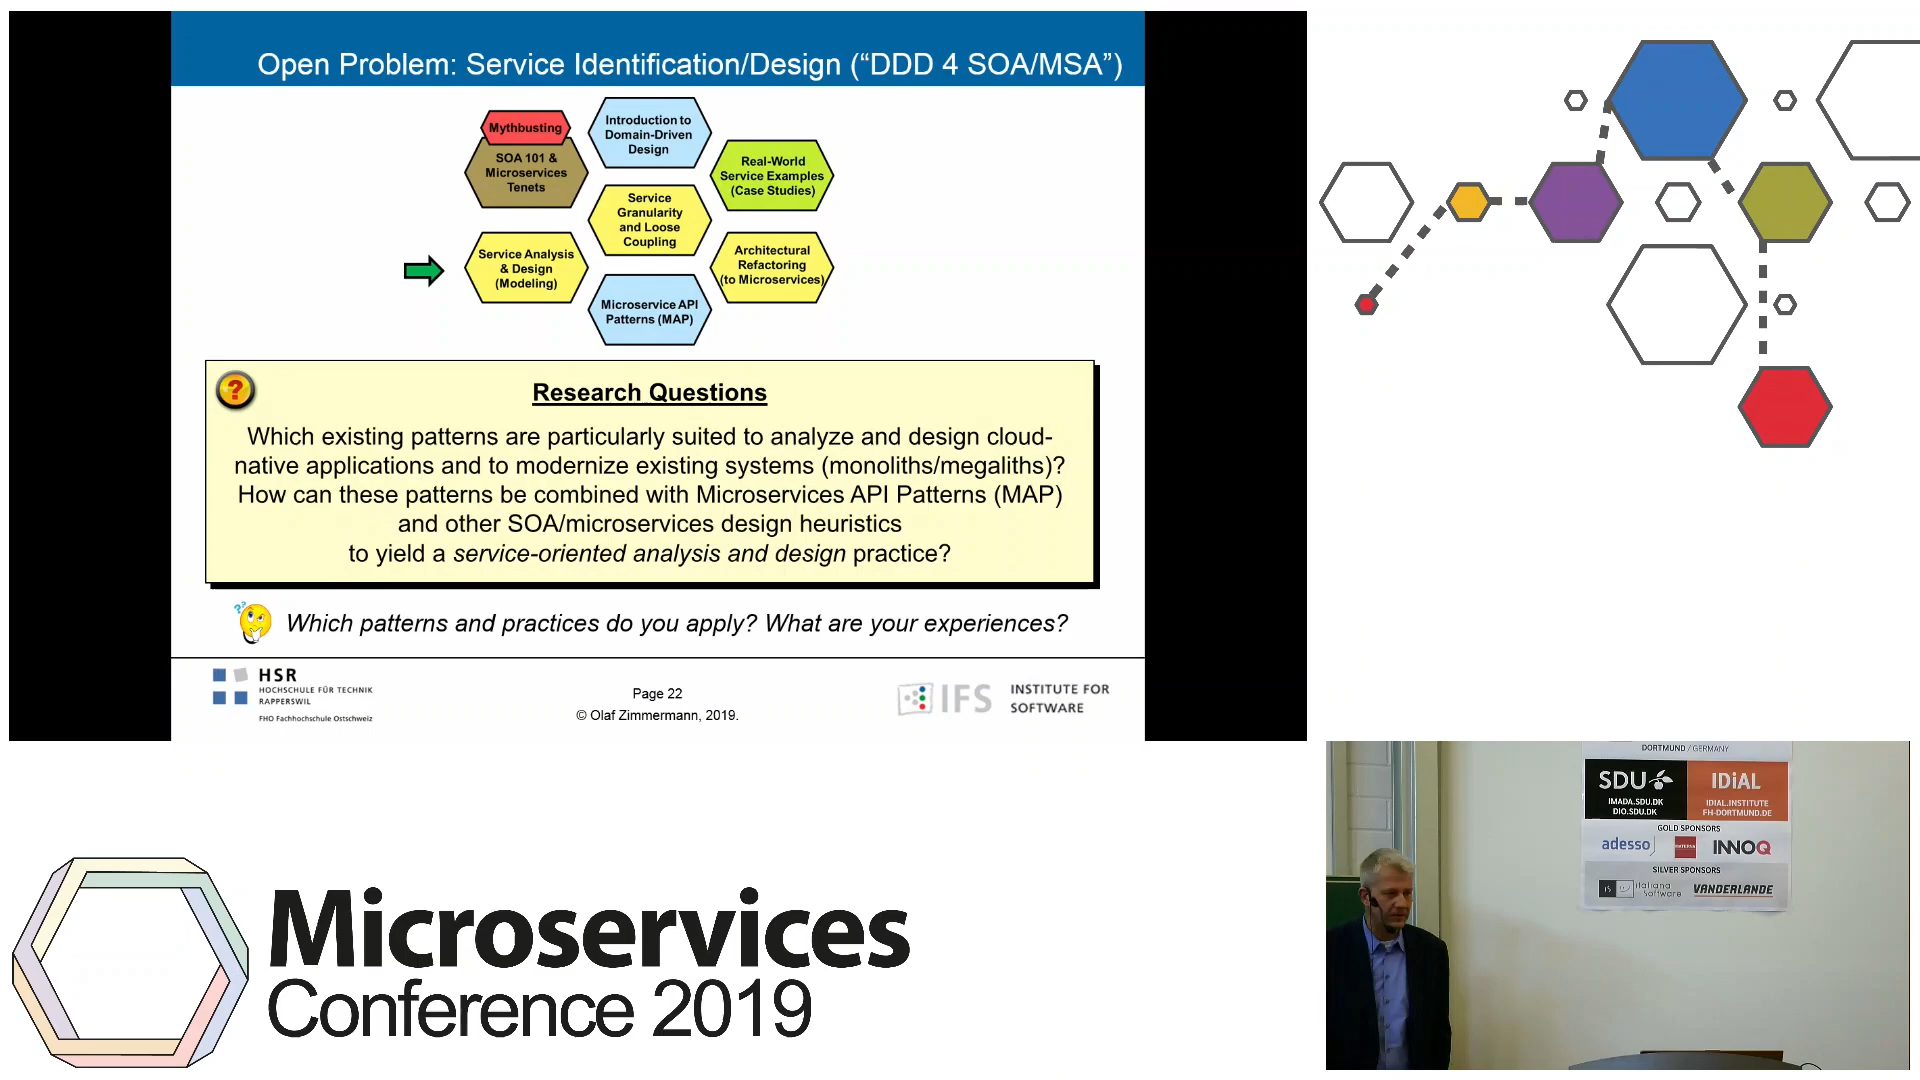 Open Problem: Service Identification/Design (“DDD 4 SOA/MSA”)
Mythbusting
SOA 101 &
Microservices
Tenets
Introduction to
Domain-Driven
Design
Real-World
Service Examples
(Case Studies)
Service
Granularity
and Loose
Coupling
Service Analysis
& Design
(Modeling)
Architectural
Refactoring
(to Microservices)
Microservice API
Patterns (MAP)
?
Research Questions
Which existing patterns are particularly suited to analyze and design cloud-
native applications and to modernize existing systems (monoliths/megaliths)?
How can these patterns be combined with Microservices API Patterns (MAP)
and other SOA/microservices design heuristics
to yield a service-oriented analysis and design practice?
??
Which patterns and practices do you apply? What are your experiences?
HSR
HOCHSCHULE FÜR TECHNIK
RAPPERSWIL
FHO Fachhochschule Ostschweiz
Page 22
© Olaf Zimmermann, 2019.
IFS
INSTITUTE FOR
SOFTWARE
DORTMUND / GERMANY
SDU
IMADA.SDU.DK
DIO.SDU.DK
IDiAL
IDIAL.INSTITUTE
FH-DORTMUND.DE
GOLD SPONSORS
adesso
INNOQ
SILVER SPONSORS
italiana
Software
VANDERLANDE
Microservices
Conference 2019